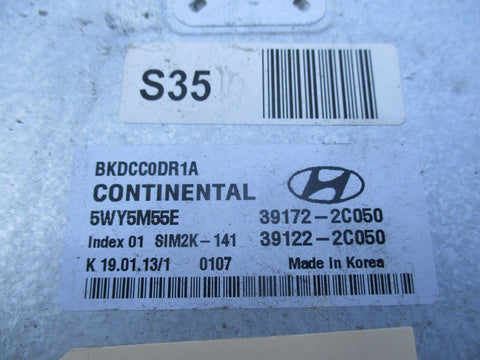 S35
BKDCC0DR1A
CONTINENTAL
5WY5M55E 39172-2C050
Index 01 SIM2K-141 39122-2C050
K 19.01.13/1 0107 Made in Korea